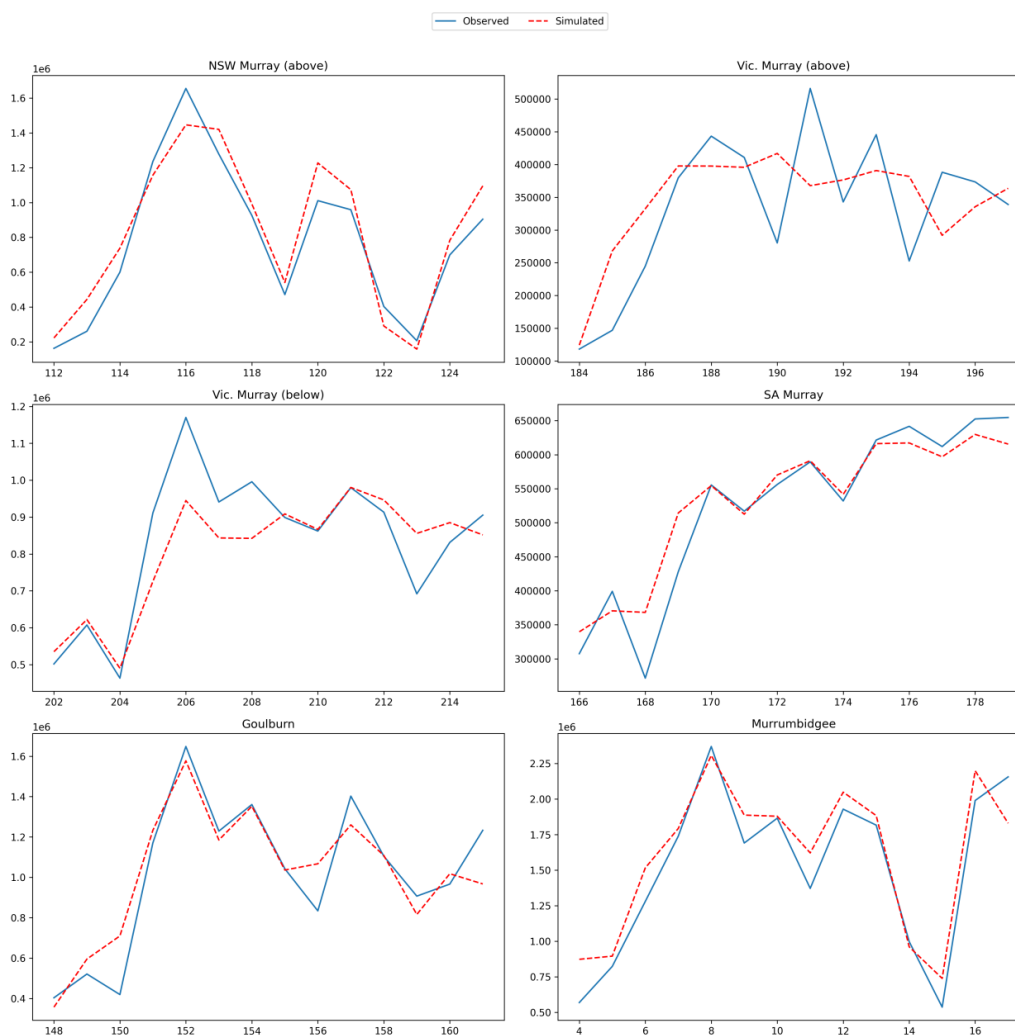 Observed Simulated
NSW Murray (above)
1e6
1.6
1.4
1.2
1.0
0.8
0.6
0.4
0.2
112 114 116 118 120 122 124
Vic. Murray (above)
500000
450000
400000
350000
300000
250000
200000
150000
100000
184 186 188 190 192 194 196
Vic. Murray (below)
1e6
1.2
1.1
1.0
0.9
0.8
0.7
0.6
0.5
202 204 206 208 210 212 214
SA Murray
650000
600000
550000
500000
450000
400000
350000
300000
166 168 170 172 174 176 178
Goulburn
1e6
1.6
1.4
1.2
1.0
0.8
0.6
0.4
148 150 152 154 156 158 160
Murrumbidgee
1e6
2.25
2.00
1.75
1.50
1.25
1.00
0.75
0.50
4 6 8 10 12 14 16